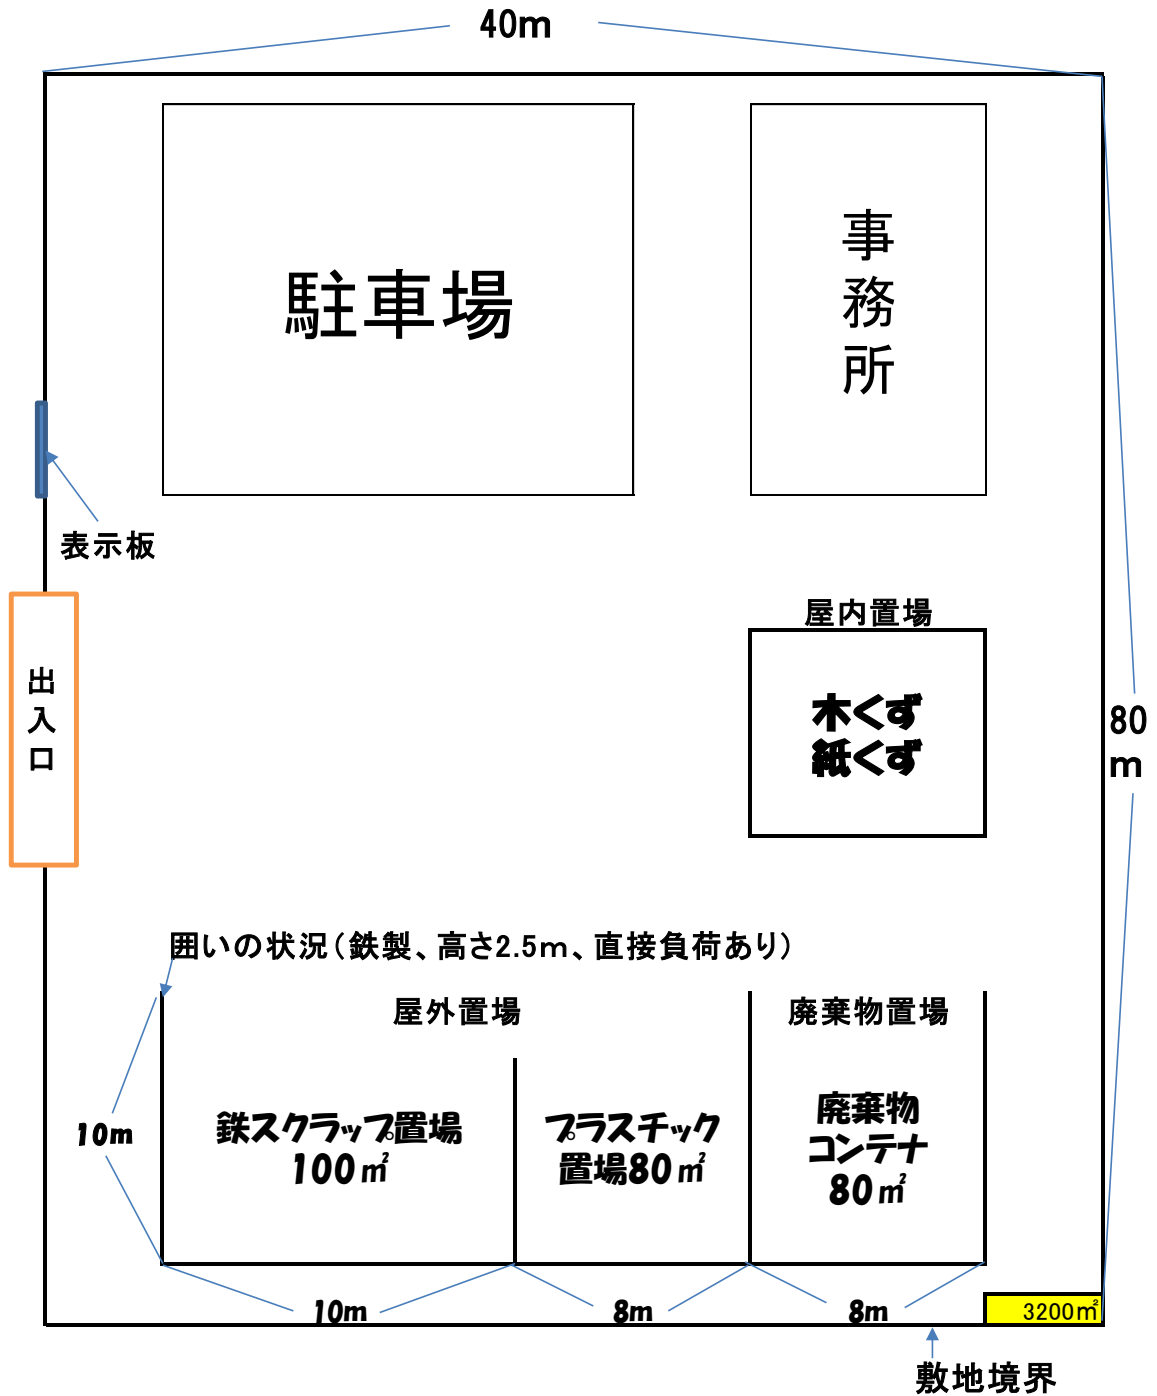 40m
駐車場
事
務
所
表示板
屋内置場
出
入
口
木くず
紙くず
80
m
囲いの状況（鉄製、高さ2.5m、直接負荷あり）
屋外置場
廃棄物置場
10m
鉄スクラップ置場
100㎡
プラスチック
置場80㎡
廃棄物
コンテナ
80㎡
10m
8m
8m
3200㎡
敷地境界